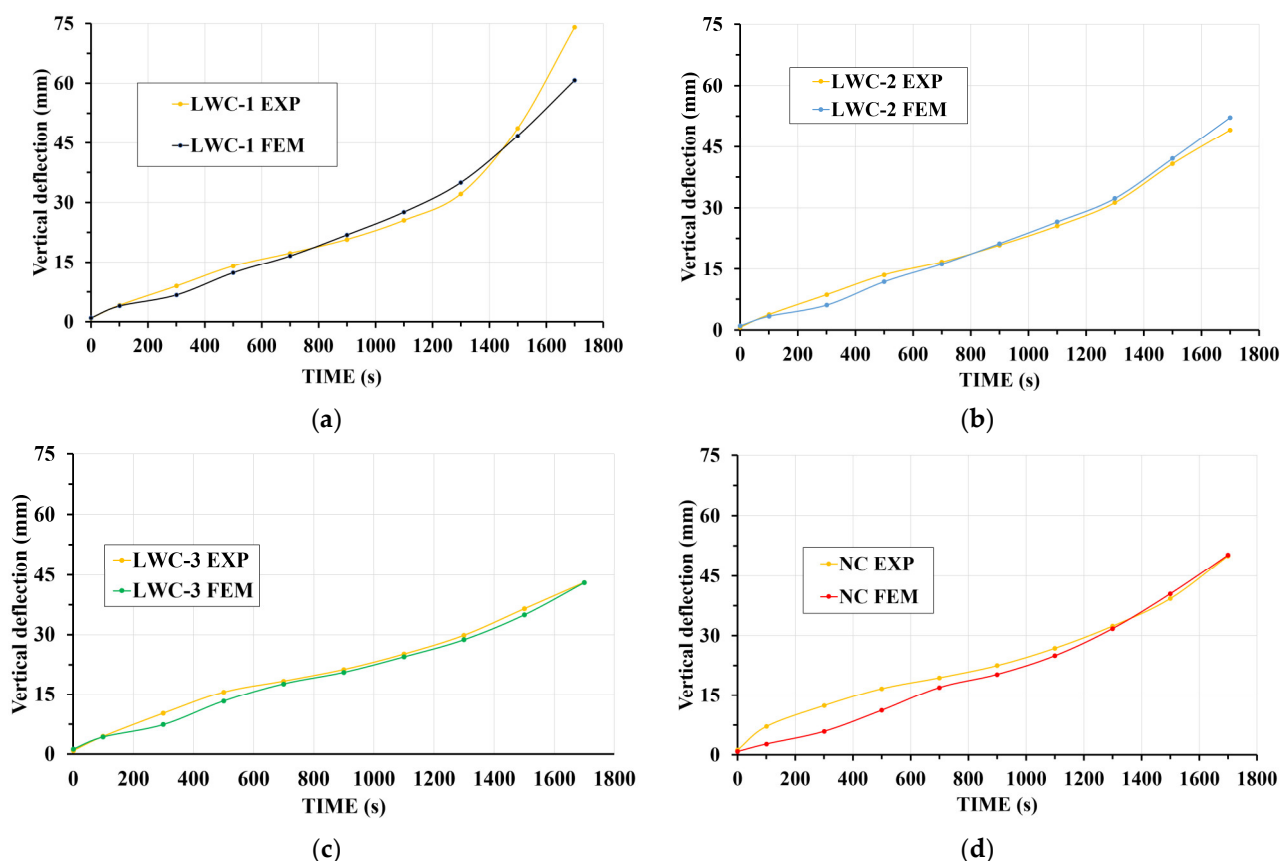 75
60
45
30
15
0
Vertical deflection (mm)
LWC-1 EXP
LWC-1 FEM
0 200 400 600 800 1000 1200 1400 1600 1800
TIME (s)
(a)
75
60
45
30
15
0
Vertical deflection (mm)
LWC-2 EXP
LWC-2 FEM
0 200 400 600 800 1000 1200 1400 1600 1800
TIME (s)
(b)
75
60
45
30
15
0
Vertical deflection (mm)
LWC-3 EXP
LWC-3 FEM
0 200 400 600 800 1000 1200 1400 1600 1800
TIME (s)
(c)
75
60
45
30
15
0
Vertical deflection (mm)
NC EXP
NC FEM
0 200 400 600 800 1000 1200 1400 1600 1800
TIME (s)
(d)